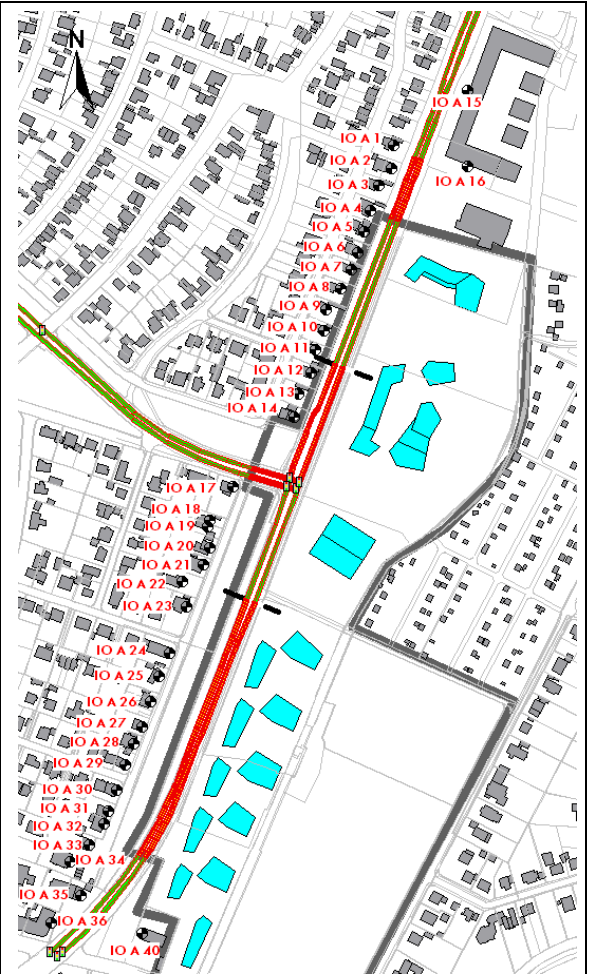 N
IO A 15
IO A 1
IO A 2
IO A 16
IO A 3
IO A 4
IO A 5
IO A 6
IO A 7
IO A 8
IO A 9
IO A 10
IO A 11
IO A 12
IO A 13
IO A 14
IO A 17
IO A 18
IO A 19
IO A 20
IO A 21
IO A 22
IO A 23
IO A 24
IO A 25
IO A 26
IO A 27
IO A 28
IO A 29
IO A 30
IO A 31
IO A 32
IO A 33
IO A 34
IO A 35
IO A 36
IO A 40